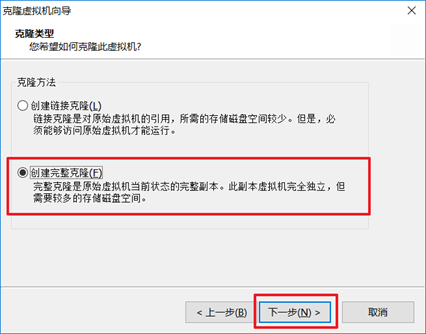 克隆虚拟机向导
克隆类型
您希望如何克隆此虚拟机?
克隆方法
创建链接克隆(L)
链接克隆是对原始虚拟机的引用，所需的存储磁盘空间较少。但是，必
须能够访问原始虚拟机才能运行。
创建完整克隆(F)
完整克隆是原始虚拟机当前状态的完整副本。此副本虚拟机完全独立，但
需要较多的存储磁盘空间。
< 上一步(B) 下一步(N) > 取消